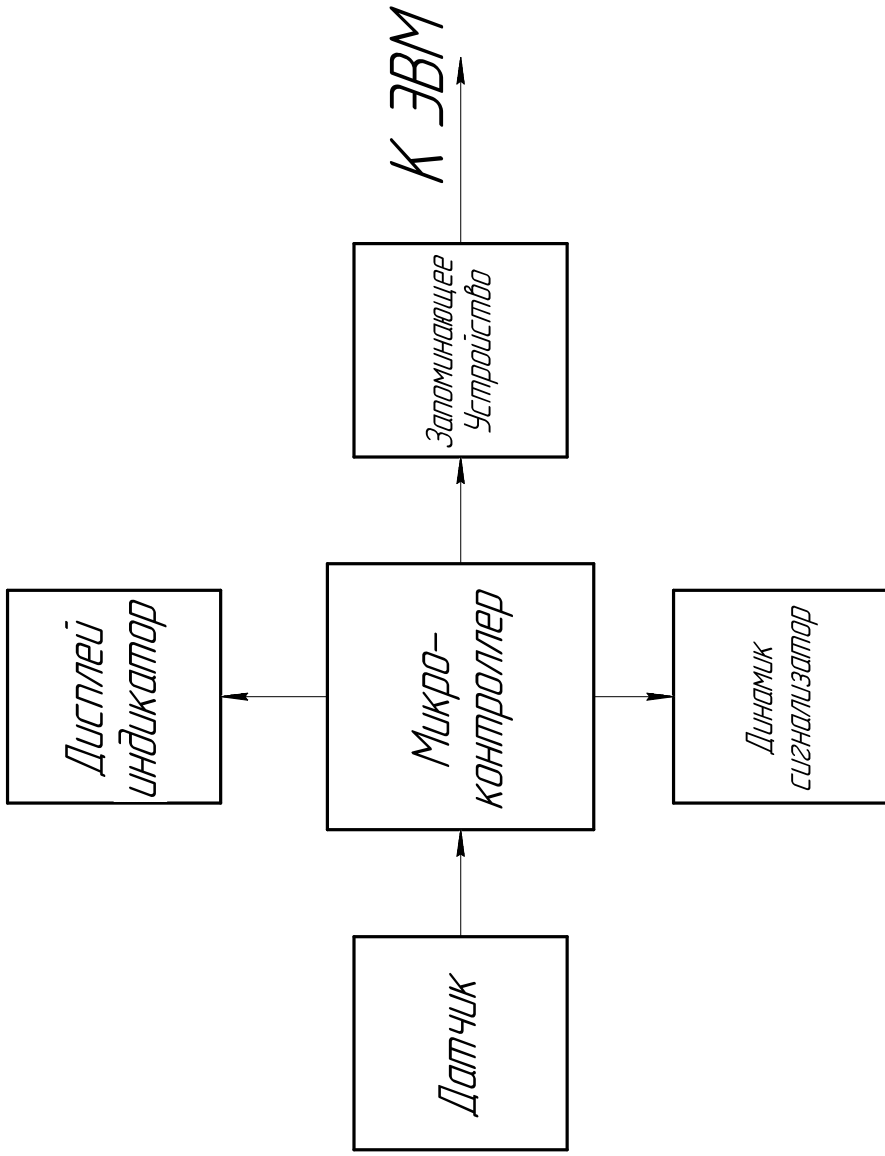 Дисплей
индикатор
Датчик
Микро-
контроллер
Запоминающее
Устройство
К ЭВМ
Динамик
сигнализатор